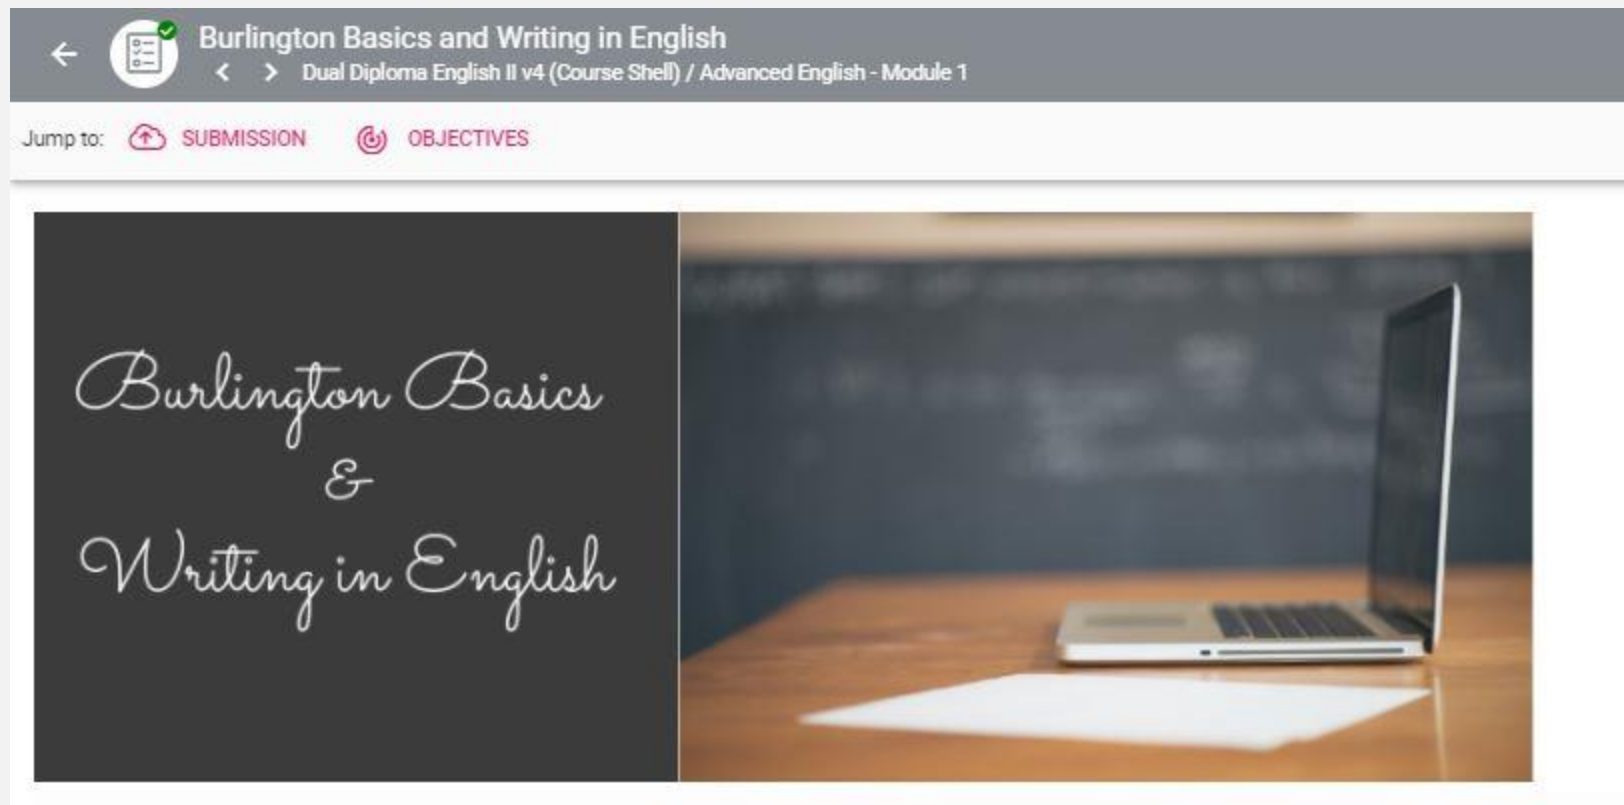 Burlington Basics and Writing in English
Dual Diploma English II v4 (Course Shell) / Advanced English - Module 1
Jump to: SUBMISSION OBJECTIVES
Burlington Basics
&
Writing in English